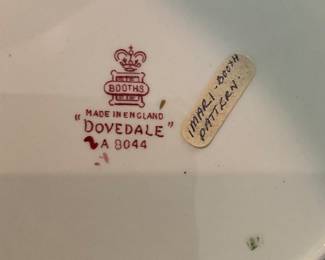 BOOTHS
MADE IN ENGLAND
"DOVEDALE"
A 8044
IMARI - BOOTH
PATTERN.